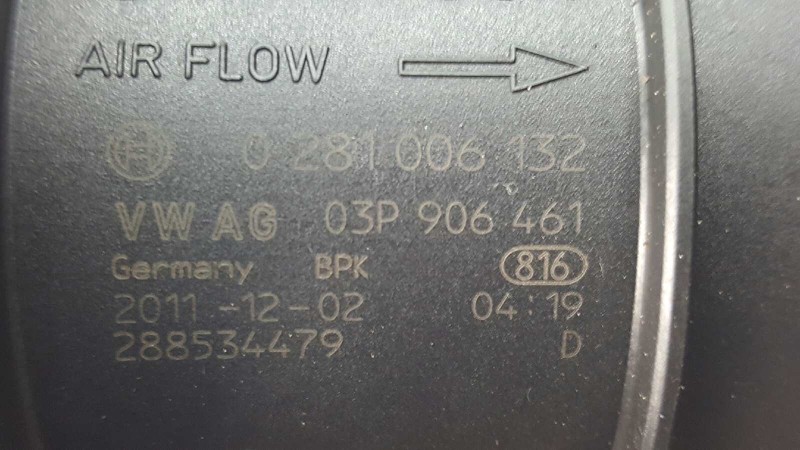 AIR FLOW
0 281 006 132
VW AG 03P 906 461
Germany BPK 816
2011-12-02 04:19
288534479 D